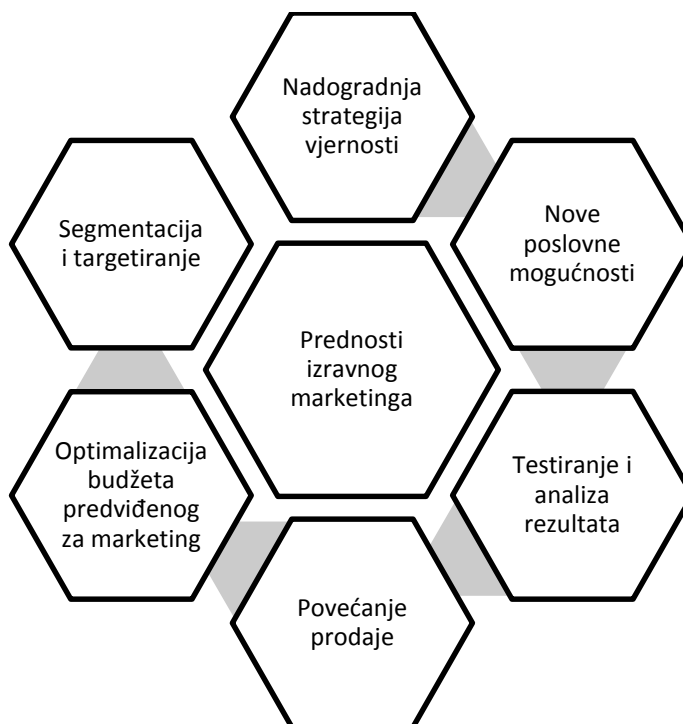 Nadogradnja
strategija
vjernosti
Segmentacija
i targetiranje
Nove
poslovne
mogućnosti
Prednosti
izravnog
marketinga
Optimalizacija
budžeta
predviđenog
za marketing
Testiranje i
analiza
rezultata
Povećanje
prodaje